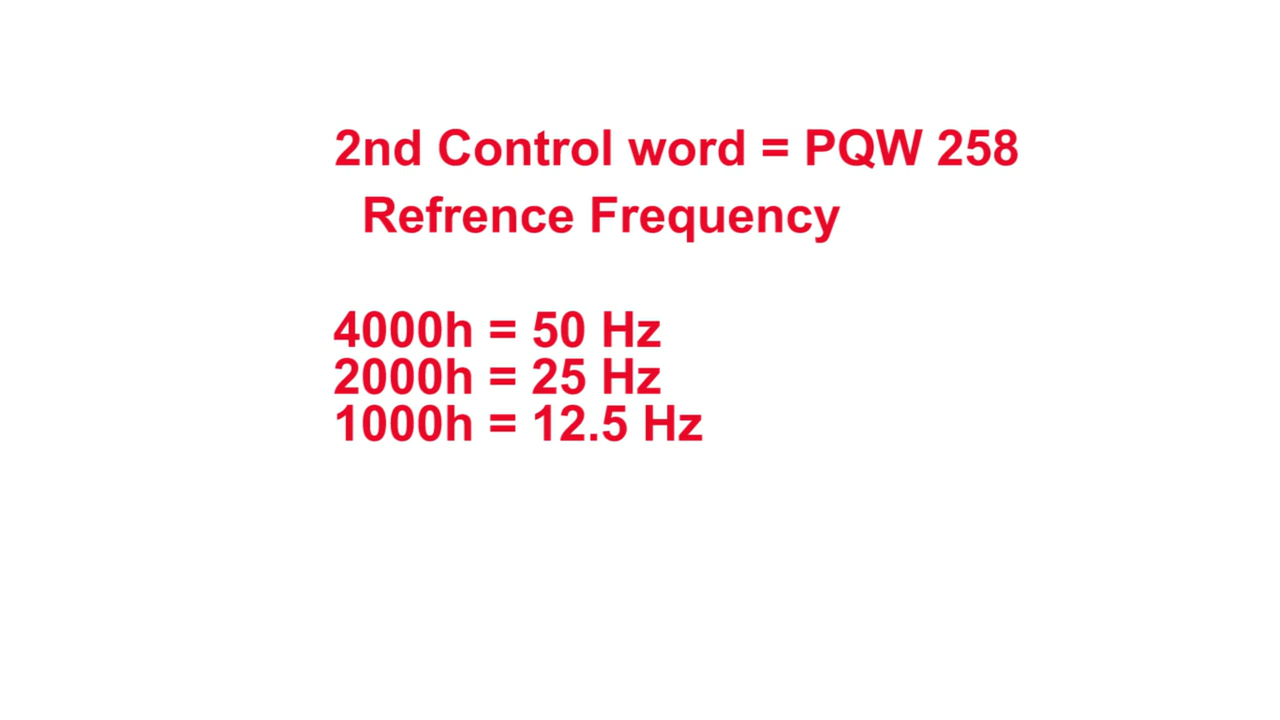 2nd Control word = PQW 258
Refrence Frequency
4000h = 50 Hz
2000h = 25 Hz
1000h = 12.5 Hz